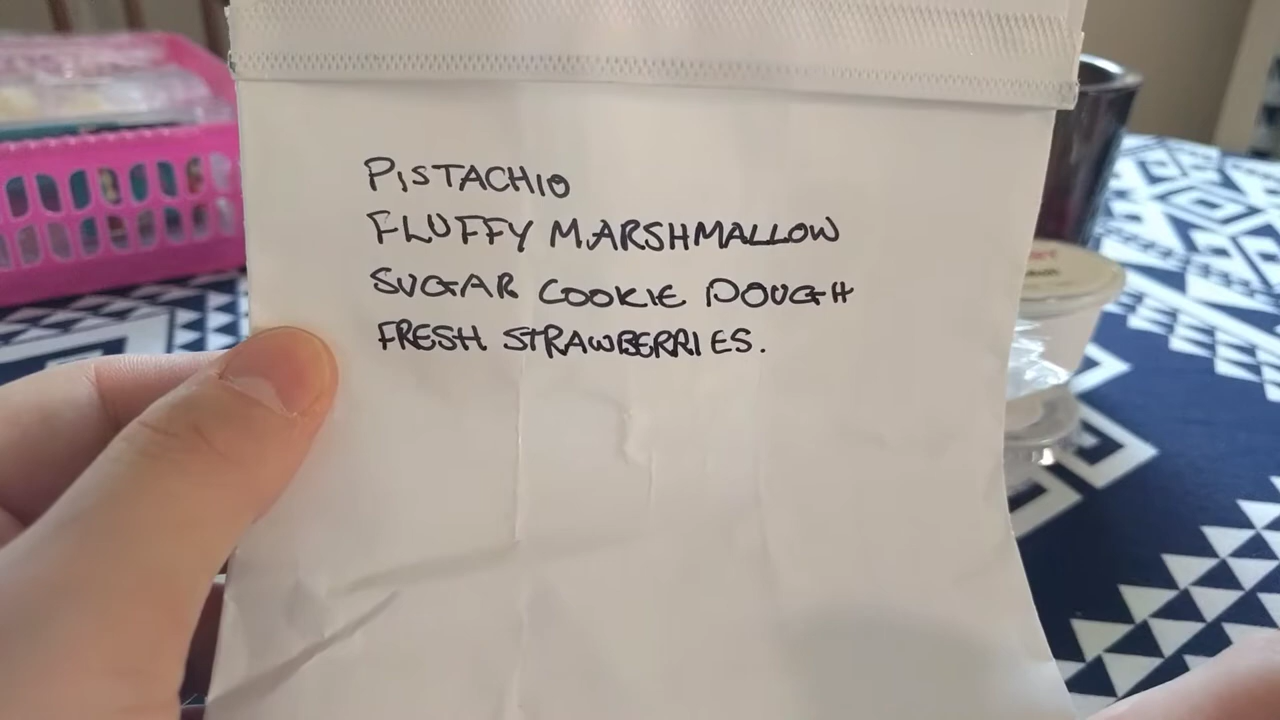 PISTACHIO
FLUFFY MARSHMALLOW
SUGAR COOKIE DOUGH
FRESH STRAWBERRIES.